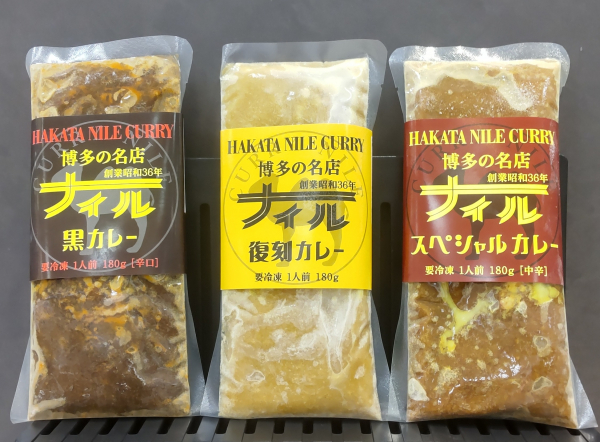 HAKATA NILE CURRY
博多の名店
創業昭和36年
ナイル
黒カレー
要冷凍 1人前 180g [辛口]
HAKATA NILE CURRY
博多の名店
創業昭和36年
ナイル
復刻カレー
要冷凍 1人前 180g
HAKATA NILE CURRY
博多の名店
創業昭和36年
ナイル
スペシャルカレー
要冷凍 1人前 180g [中辛]